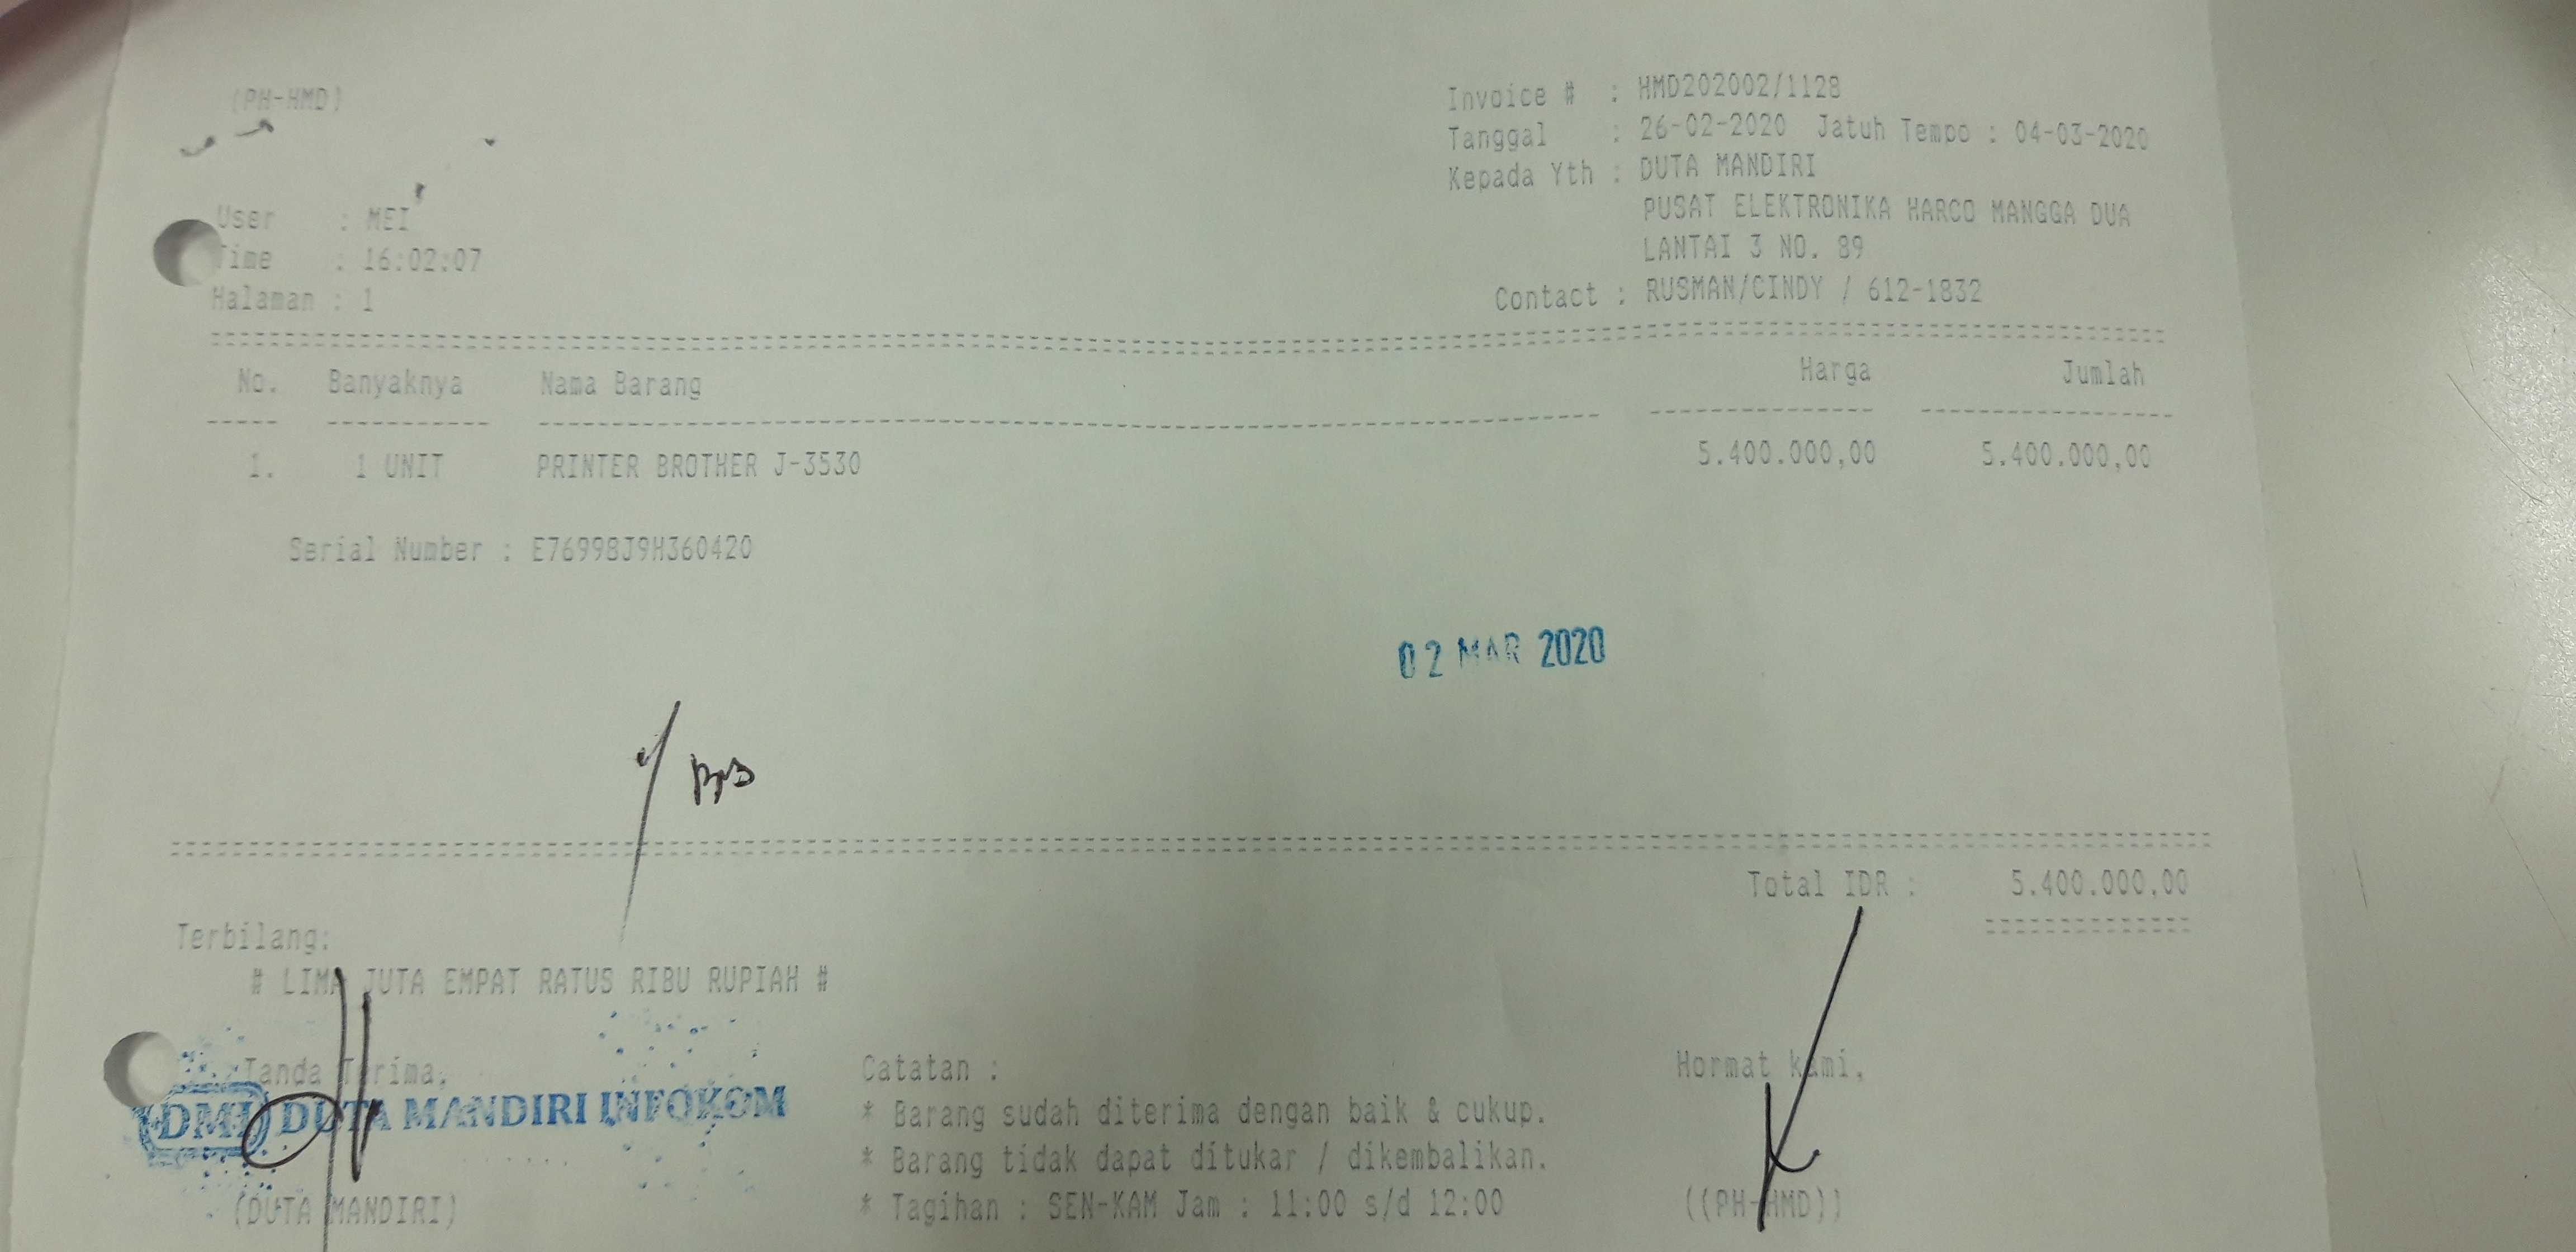 (PH-HMD)
Invoice # : HMD202002/1128
Tanggal : 26-02-2020 Jatuh Tempo : 04-03-2020
Kepada Yth : DUTA MANDIRI
PUSAT ELEKTRONIKA HARCO MANGGA DUA
LANTAI 3 NO. 89
Contact : RUSMAN/CINDY / 612-1832
User : MEI
Time : 16:02:07
Halaman : 1
No. Banyaknya Nama Barang Harga Jumlah
1. 1 UNIT PRINTER BROTHER J-3530 5.400.000,00 5.400.000,00
Serial Number : E76998J9H360420
02 MAR 2020
Total IDR : 5.400.000,00
Terbilang:
# LIMA JUTA EMPAT RATUS RIBU RUPIAH #
Tanda Terima,
DMI DUTA MANDIRI INFOKOM
(DUTA MANDIRI)
Catatan :
* Barang sudah diterima dengan baik & cukup.
* Barang tidak dapat ditukar / dikembalikan.
* Tagihan : SEN-KAM Jam : 11:00 s/d 12:00
Hormat kami,
((PH-HMD))